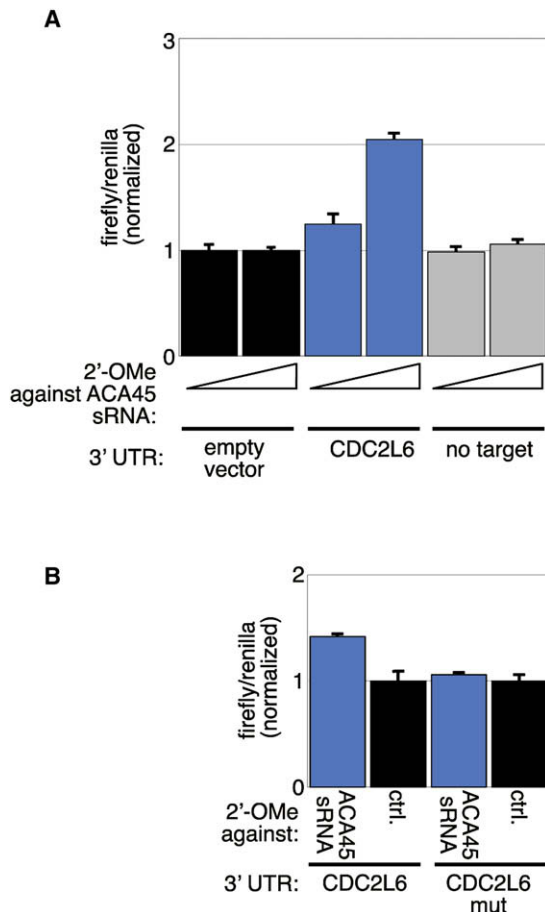 A
3
2
1
0
firefly/renilla
(normalized)
2'-OMe
against ACA45
sRNA:
3' UTR:
empty
vector
CDC2L6
no target
B
2
1
0
firefly/renilla
(normalized)
2'-OMe
against:
ACA45
sRNA
ctrl.
ACA45
sRNA
ctrl.
3' UTR:
CDC2L6
CDC2L6
mut